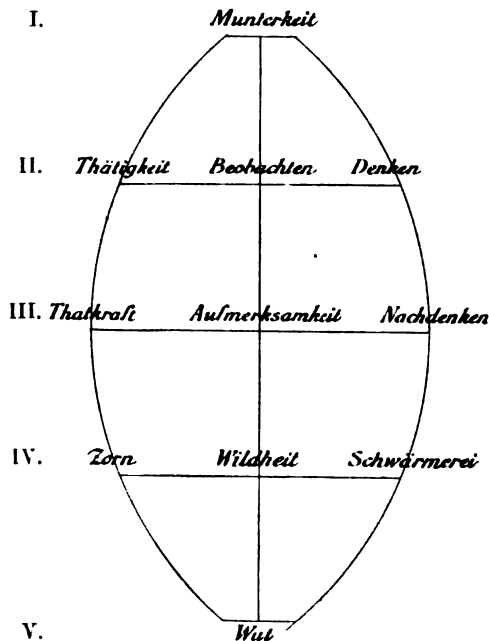 I. Munterkeit
II. Thätigkeit Beobachten Denken
III. Thatkraft Aufmerksamkeit Nachdenken
IV. Zorn Wildheit Schwärmerei
V. Wut